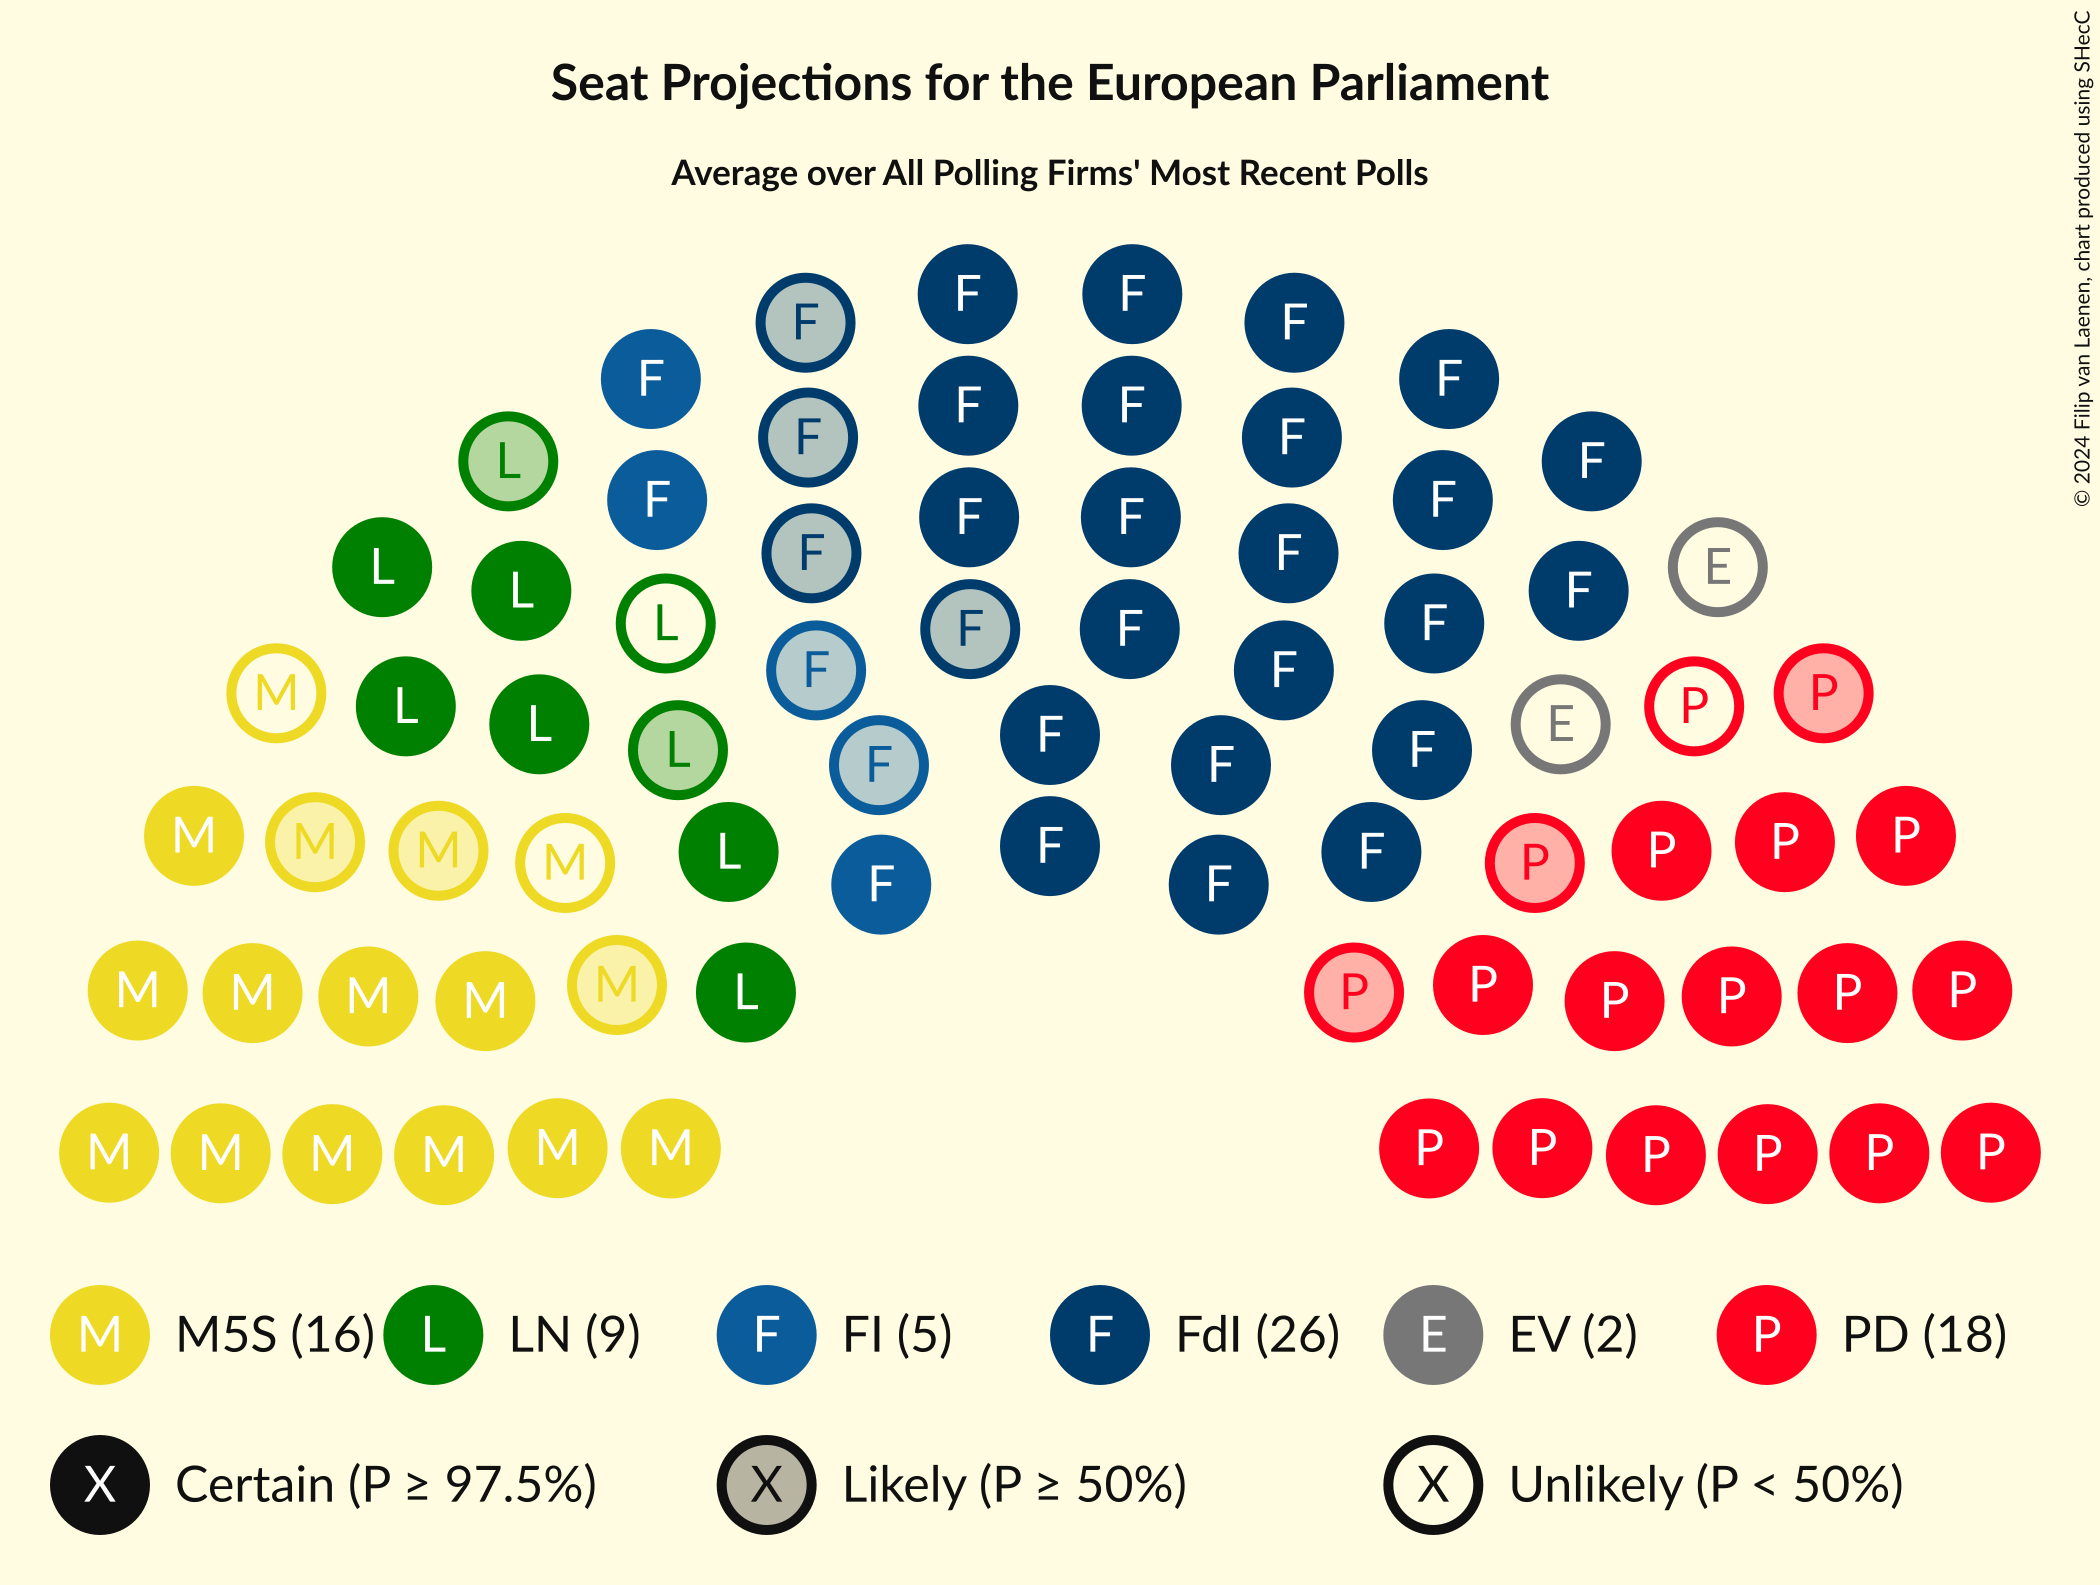 Seat Projections for the European Parliament
Average over All Polling Firms' Most Recent Polls
© 2024 Filip van Laenen, chart produced using SHecC
F F
F F
F F
F F
F F
L F
F F
F F
F F
L F F E
F F
L L F F
L F
F F
M L P P
F F
L L E
L F
F
F F
M P P
M M L F P P
M F P
F F
M M M M M L P P P P P P
M M M M M M P P P P P P
M M5S (16) L LN (9) F FI (5) F FdI (26) E EV (2) P PD (18)
X Certain (P ≥ 97.5%) X Likely (P ≥ 50%) X Unlikely (P < 50%)